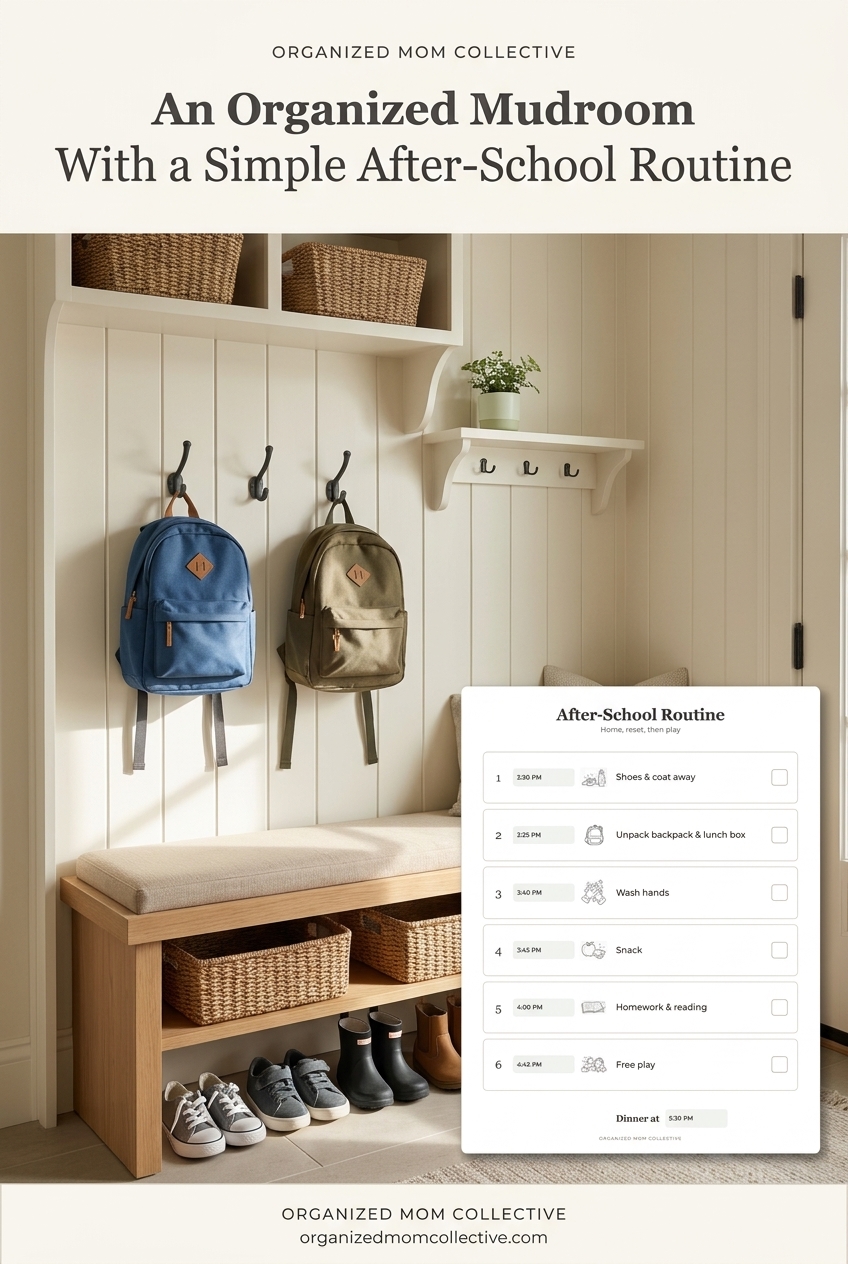 ORGANIZED MOM COLLECTIVE
An Organized Mudroom
With a Simple After-School Routine
After-School Routine
Home, reset, then play
1 3:30 PM Shoes & coat away
2 3:25 PM Unpack backpack & lunch box
3 3:40 PM Wash hands
4 3:45 PM Snack
5 4:00 PM Homework & reading
6 4:42 PM Free play
Dinner at 5:30 PM
ORGANIZED MOM COLLECTIVE
ORGANIZED MOM COLLECTIVE
organizedmomcollective.com